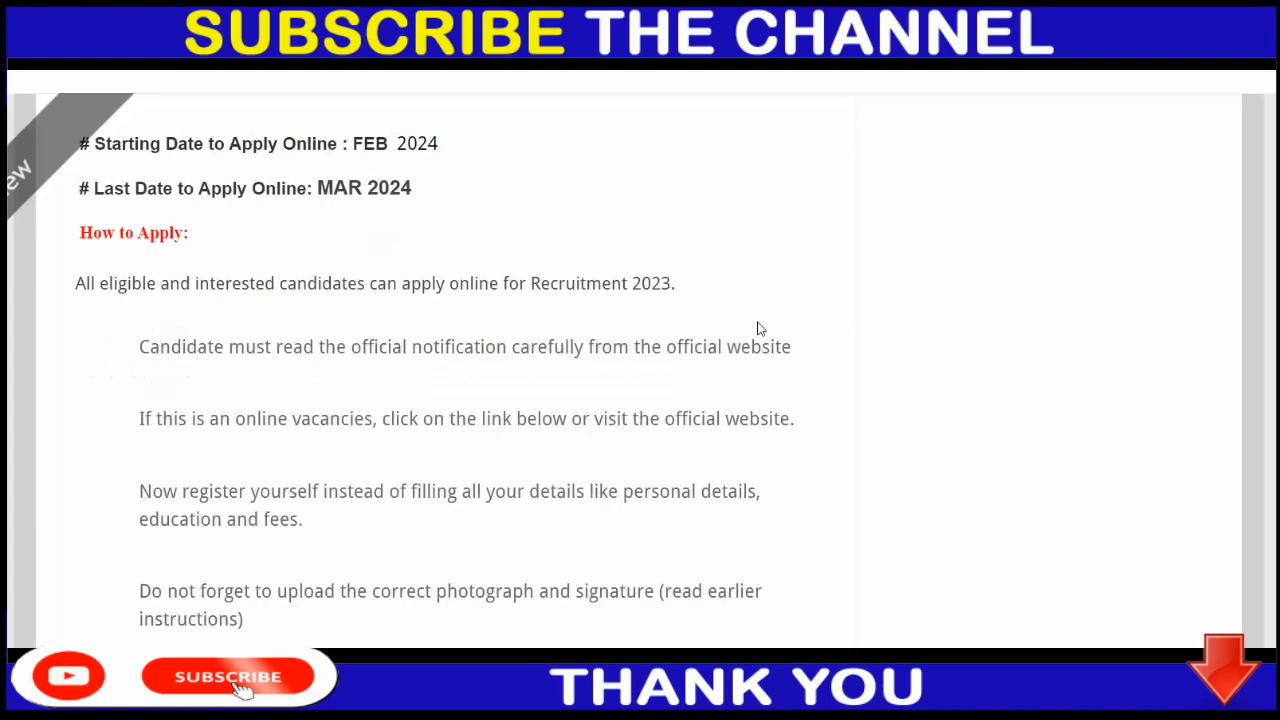 SUBSCRIBE THE CHANNEL
# Starting Date to Apply Online : FEB 2024
# Last Date to Apply Online: MAR 2024
How to Apply:
All eligible and interested candidates can apply online for Recruitment 2023.
Candidate must read the official notification carefully from the official website
If this is an online vacancies, click on the link below or visit the official website.
Now register yourself instead of filling all your details like personal details,
education and fees.
Do not forget to upload the correct photograph and signature (read earlier
instructions)
SUBSCRIBE
THANK YOU